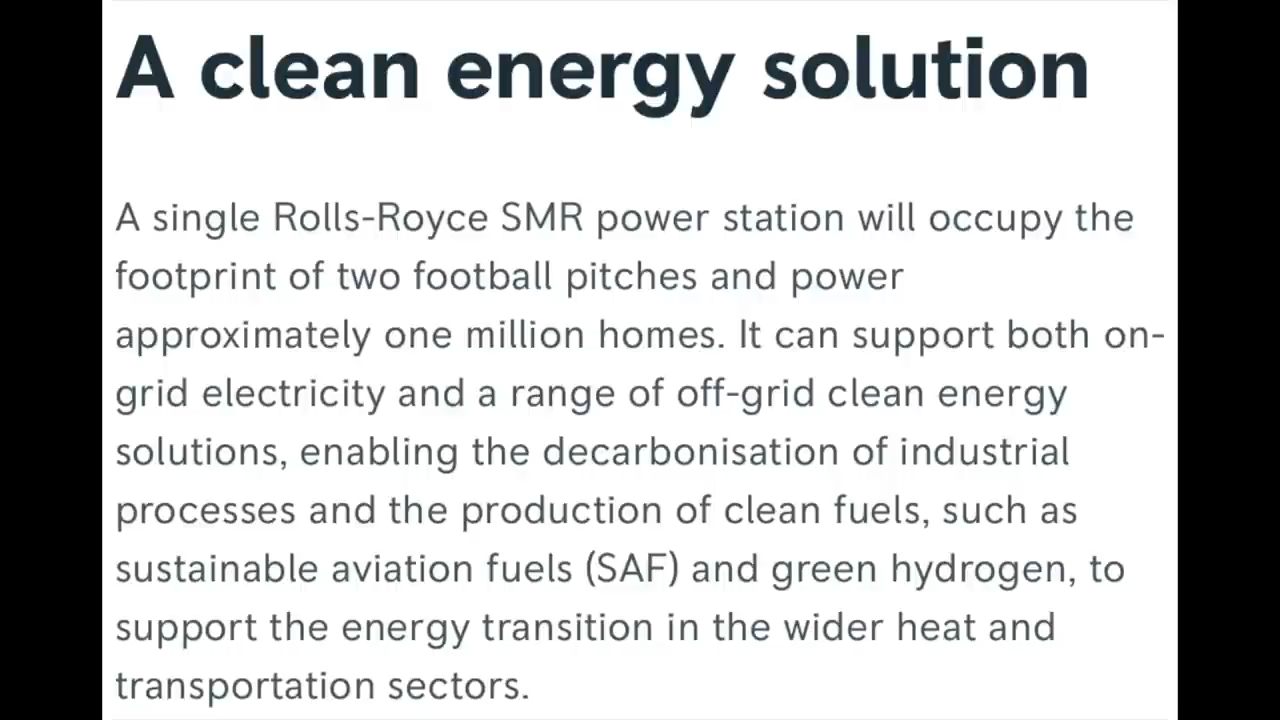 A clean energy solution
A single Rolls-Royce SMR power station will occupy the
footprint of two football pitches and power
approximately one million homes. It can support both on-
grid electricity and a range of off-grid clean energy
solutions, enabling the decarbonisation of industrial
processes and the production of clean fuels, such as
sustainable aviation fuels (SAF) and green hydrogen, to
support the energy transition in the wider heat and
transportation sectors.